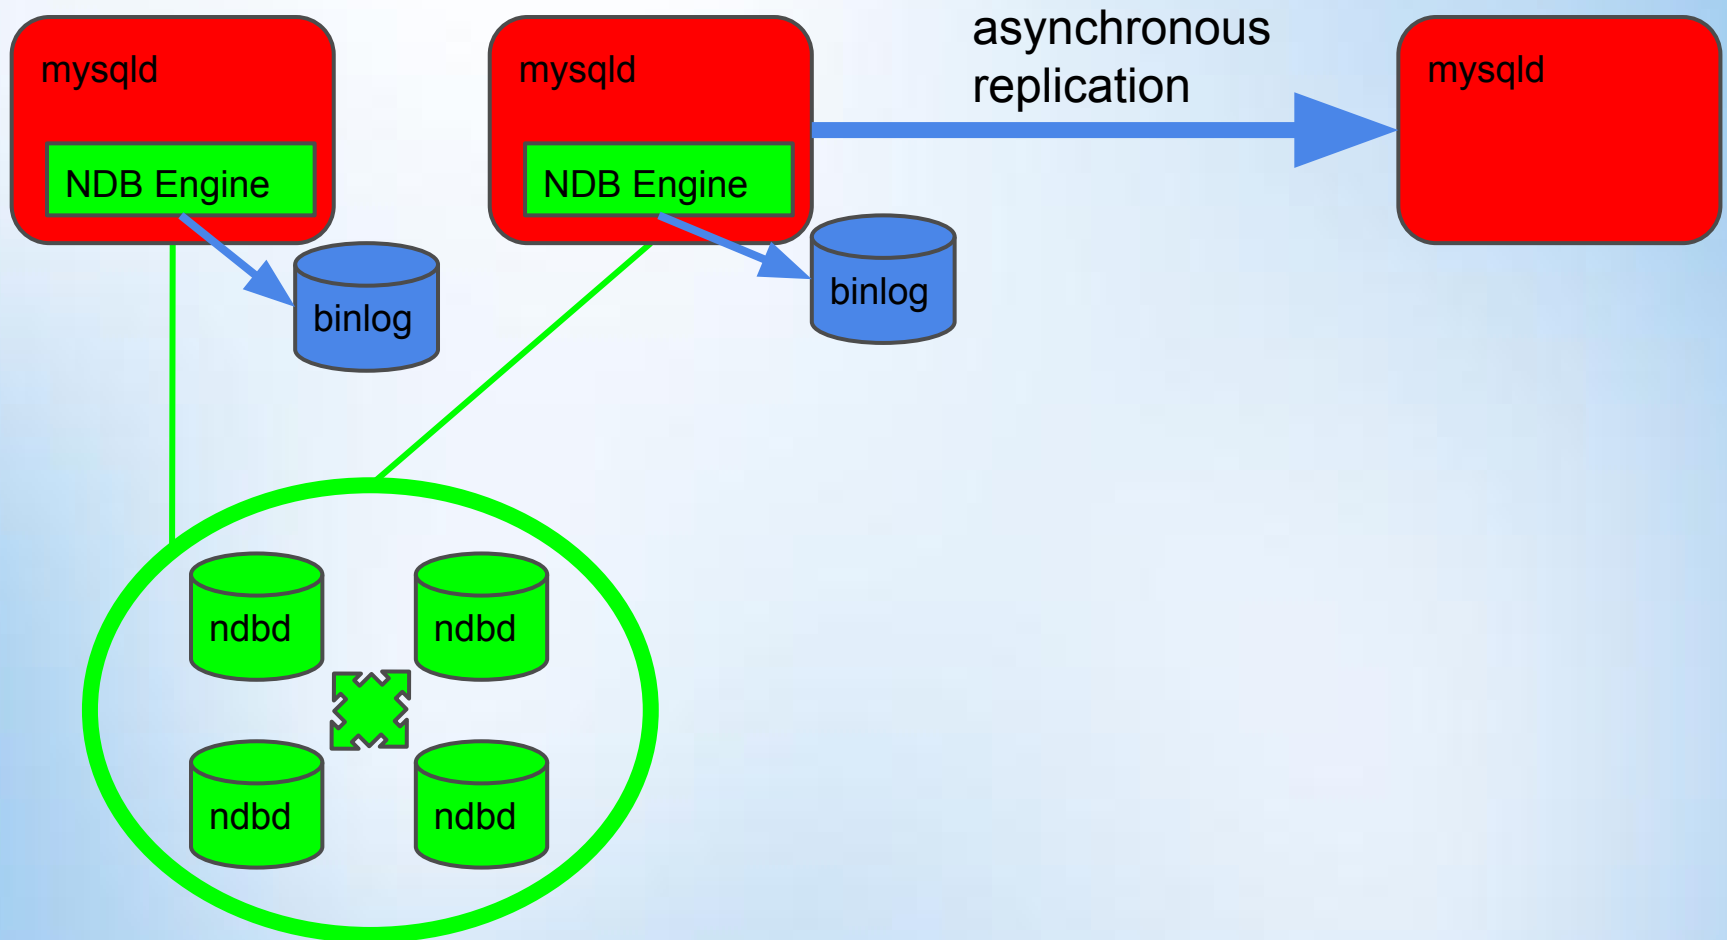 mysqld
NDB Engine
binlog
mysqld
NDB Engine
binlog
asynchronous
replication
mysqld
ndbd
ndbd
ndbd
ndbd